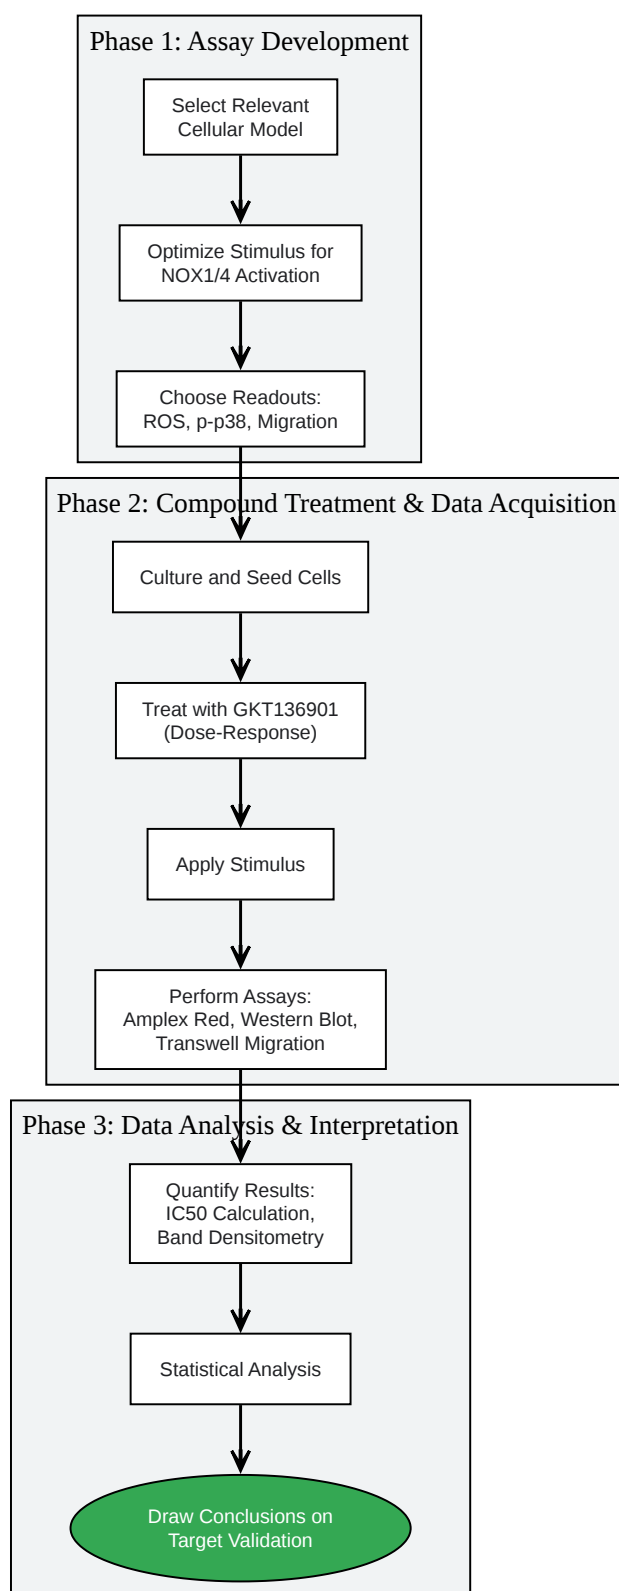 Phase 1: Assay Development
Select Relevant
Cellular Model
Optimize Stimulus for
NOX1/4 Activation
Choose Readouts:
ROS, p-p38, Migration
Phase 2: Compound Treatment & Data Acquisition
Culture and Seed Cells
Treat with GKT136901
(Dose-Response)
Apply Stimulus
Perform Assays:
Amplex Red, Western Blot,
Transwell Migration
Phase 3: Data Analysis & Interpretation
Quantify Results:
IC50 Calculation,
Band Densitometry
Statistical Analysis
Draw Conclusions on
Target Validation